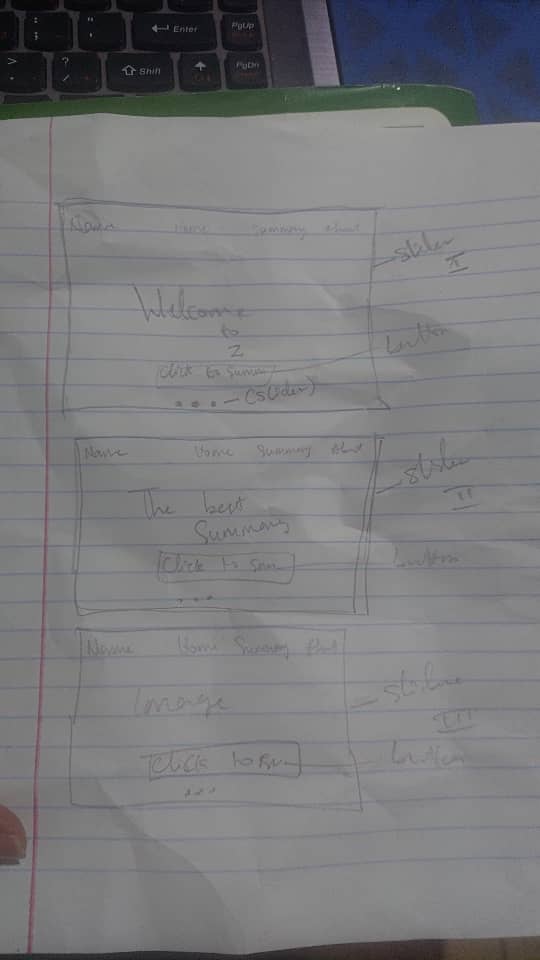 : ;
" '
Enter
PgUp
> .
? /
Shift
PgDn
Name Home Summary About
slider
I
Welcome
to
Z
button
Click to Summary
... - (Slider)
Name Home Summary About
slider
II
The best
Summary
Click to Sum
button
...
Name Home Summary About
Image
III
Click to
button
...